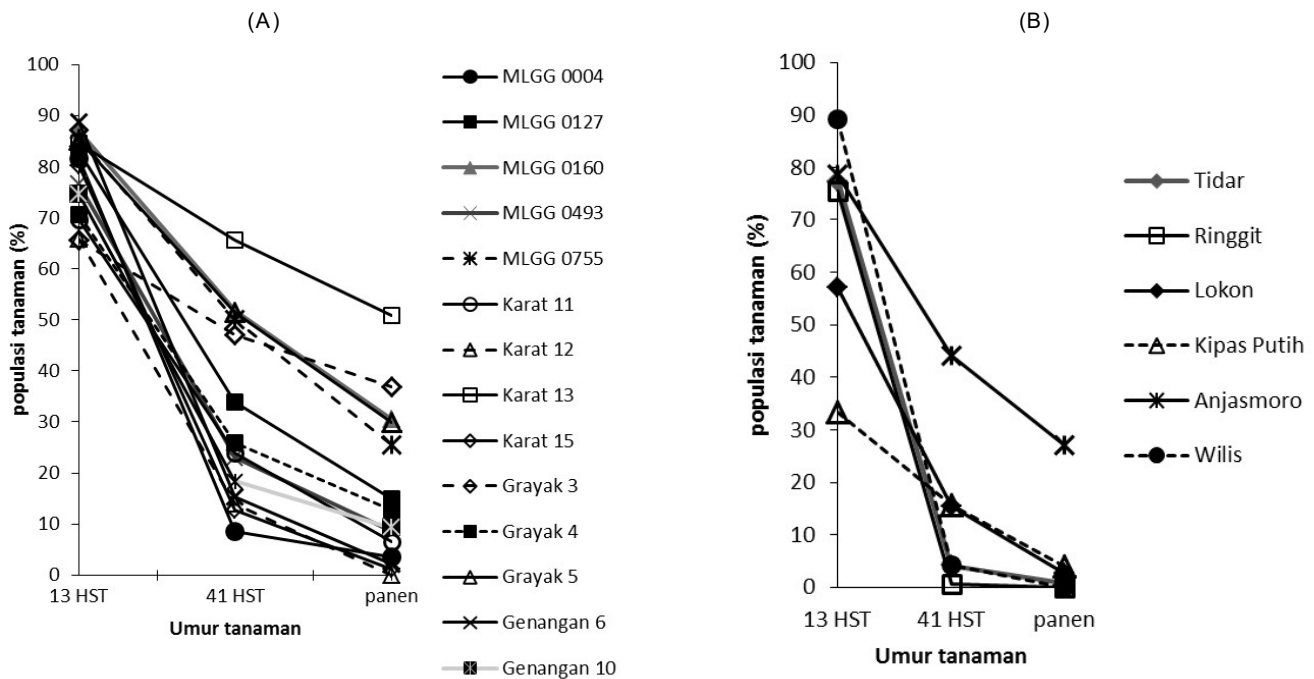 (A)
100
90
80
70
60
50
40
30
20
10
0
populasi tanaman (%)
13 HST
41 HST
panen
Umur tanaman
MLGG 0004
MLGG 0127
MLGG 0160
MLGG 0493
MLGG 0755
Karat 11
Karat 12
Karat 13
Karat 15
Grayak 3
Grayak 4
Grayak 5
Genangan 6
Genangan 10
(B)
100
90
80
70
60
50
40
30
20
10
0
populasi tanaman (%)
13 HST
41 HST
panen
Umur tanaman
Tidar
Ringgit
Lokon
Kipas Putih
Anjasmoro
Wilis